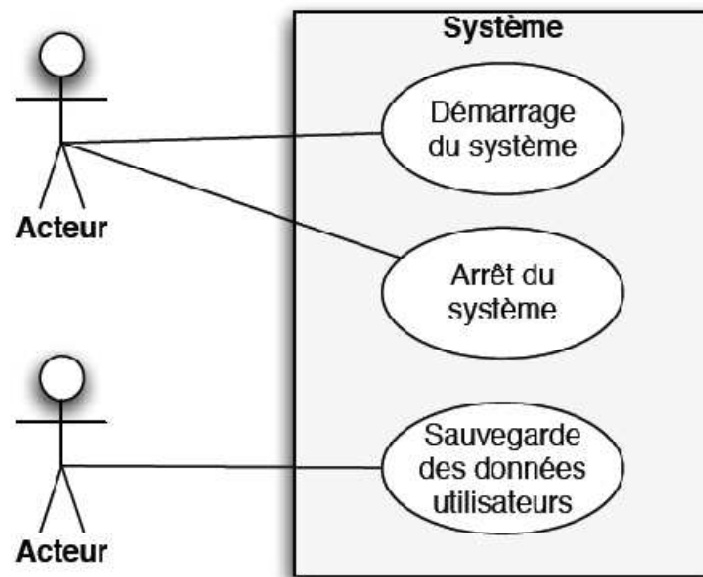 Système
Démarrage
du système
Acteur
Arrêt du
système
Sauvegarde
des données
utilisateurs
Acteur